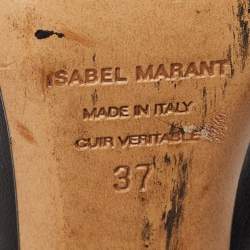 ISABEL MARANT
MADE IN ITALY
CUIR VERITABLE
37